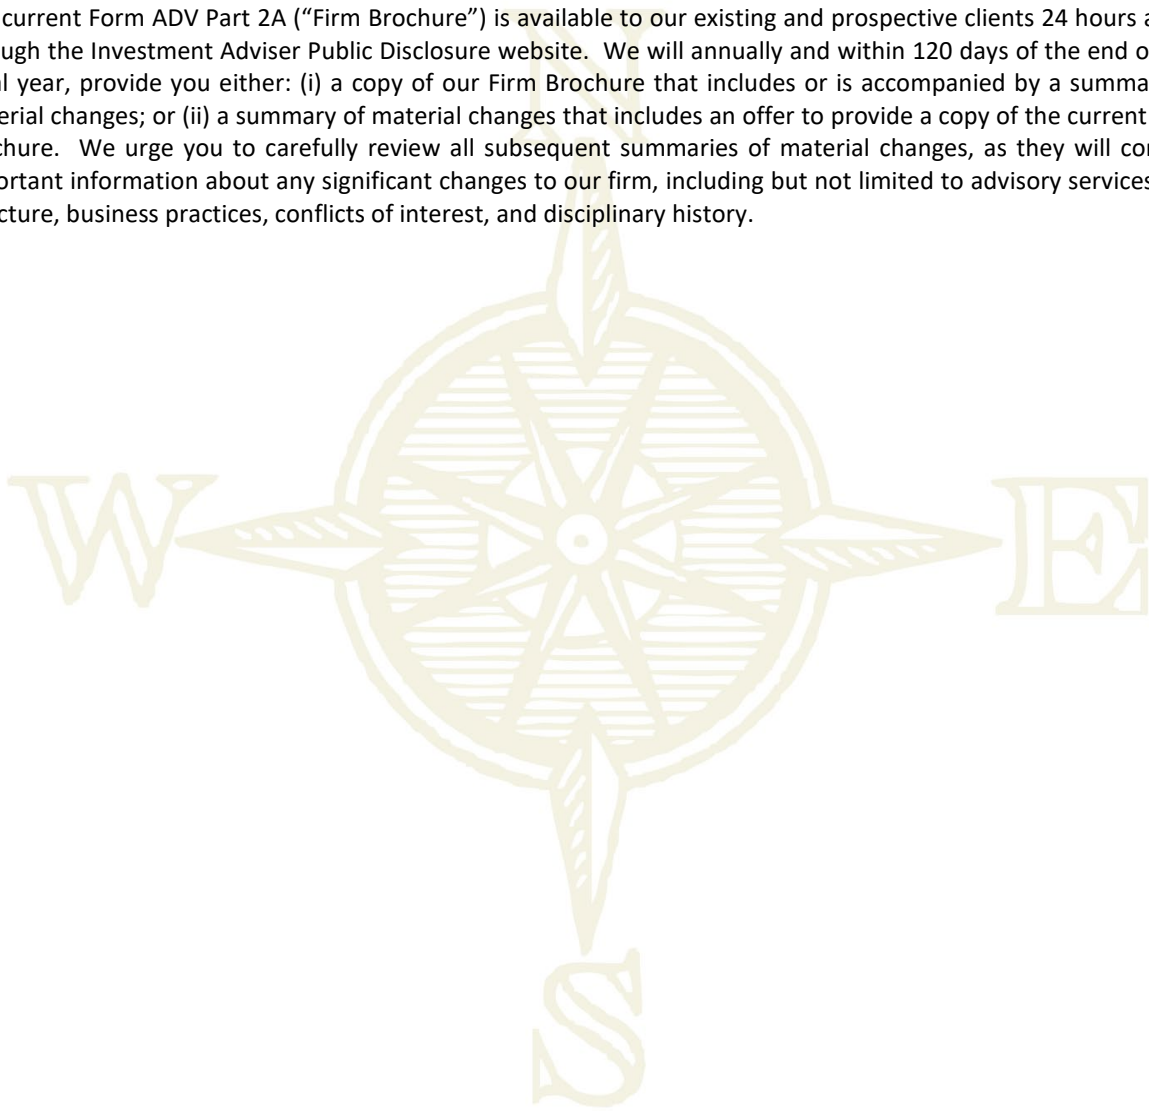 current Form ADV Part 2A (“Firm Brochure”) is available to our existing and prospective clients 24 hours a
ugh the Investment Adviser Public Disclosure website. We will annually and within 120 days of the end o
l year, provide you either: (i) a copy of our Firm Brochure that includes or is accompanied by a summa
erial changes; or (ii) a summary of material changes that includes an offer to provide a copy of the current
chure. We urge you to carefully review all subsequent summaries of material changes, as they will con
ortant information about any significant changes to our firm, including but not limited to advisory services
cture, business practices, conflicts of interest, and disciplinary history.
N
W
E
S